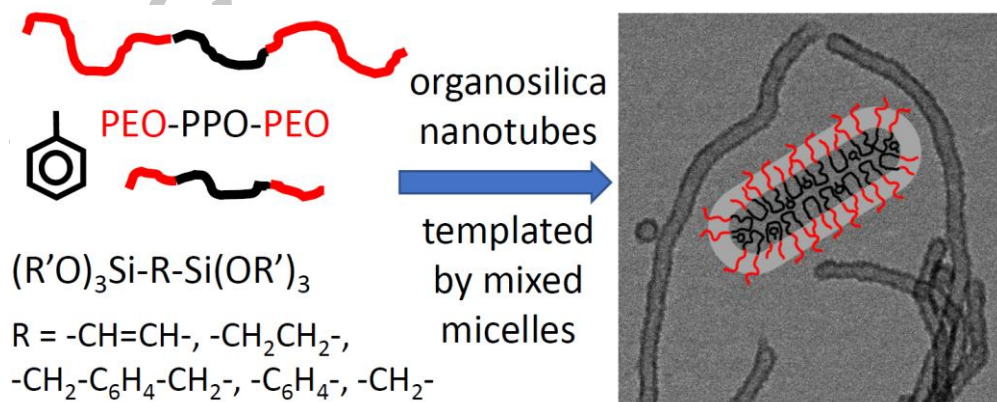 PEO-PPO-PEO
(R'O)₃Si-R-Si(OR')₃
R = -CH=CH-, -CH₂CH₂-,
-CH₂-C₆H₄-CH₂-, -C₆H₄-, -CH₂-
organosilica
nanotubes
templated
by mixed
micelles